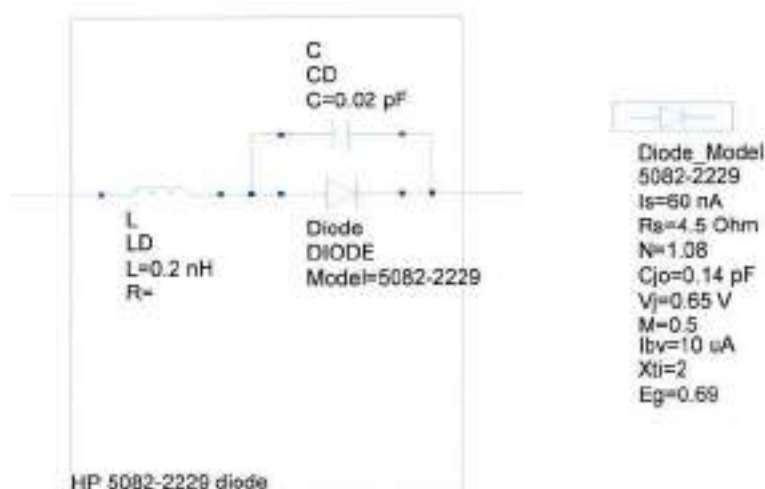 C
CD
C=0.02 pF
L
LD
L=0.2 nH
R=
Diode
DIODE
Model=5082-2229
HP 5082-2229 diode
Diode_Model
5082-2229
Is=60 nA
Rs=4.5 Ohm
N=1.08
Cjo=0.14 pF
Vj=0.65 V
M=0.5
Ibv=10 uA
Xti=2
Eg=0.69